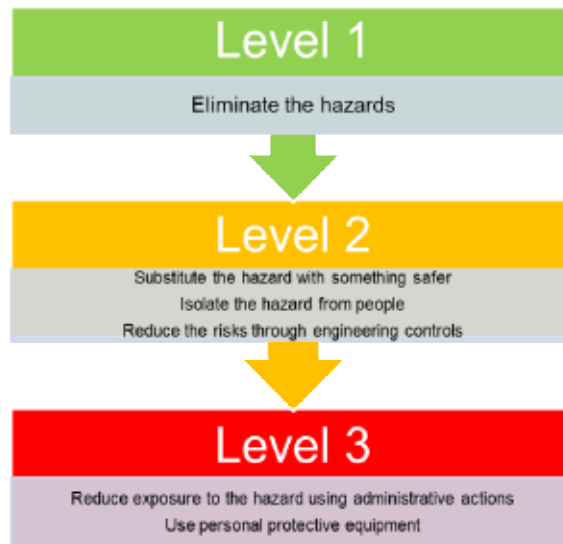 Level 1
Eliminate the hazards
Level 2
Substitute the hazard with something safer
Isolate the hazard from people
Reduce the risks through engineering controls
Level 3
Reduce exposure to the hazard using administrative actions
Use personal protective equipment